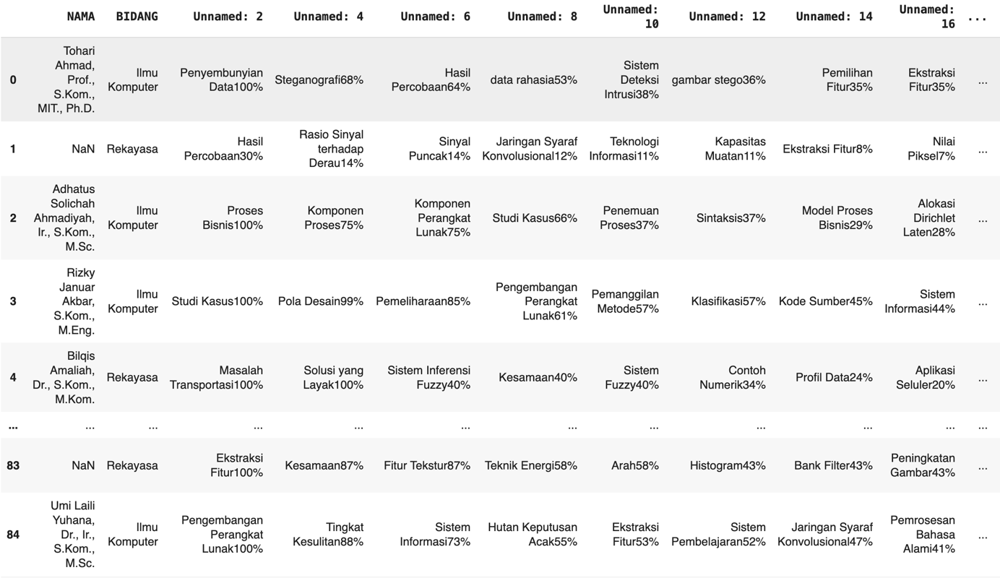 NAMA BIDANG Unnamed: 2 Unnamed: 4 Unnamed: 6 Unnamed: 8 Unnamed: 10 Unnamed: 12 Unnamed: 14 Unnamed: 16 ...
0 Tohari Ahmad, Prof., S.Kom., MIT., Ph.D. Ilmu Komputer Penyembunyian Data100% Steganografi68% Hasil Percobaan64% data rahasia53% Sistem Deteksi Intrusi38% gambar stego36% Pemilihan Fitur35% Ekstraksi Fitur35% ...
1 NaN Rekayasa Hasil Percobaan30% Rasio Sinyal terhadap Derau14% Sinyal Puncak14% Jaringan Syaraf Konvolusional12% Teknologi Informasi11% Kapasitas Muatan11% Ekstraksi Fitur8% Nilai Piksel7% ...
2 Adhatus Solichah Ahmadiyah, Ir., S.Kom., M.Sc. Ilmu Komputer Proses Bisnis100% Komponen Proses75% Komponen Perangkat Lunak75% Studi Kasus66% Penemuan Proses37% Sintaksis37% Model Proses Bisnis29% Alokasi Dirichlet Laten28% ...
3 Rizky Januar Akbar, S.Kom., M.Eng. Ilmu Komputer Studi Kasus100% Pola Desain99% Pemeliharaan85% Pengembangan Perangkat Lunak61% Pemanggilan Metode57% Klasifikasi57% Kode Sumber45% Sistem Informasi44% ...
4 Bilqis Amaliah, Dr., S.Kom., M.Kom. Rekayasa Masalah Transportasi100% Solusi yang Layak100% Sistem Inferensi Fuzzy40% Kesamaan40% Sistem Fuzzy40% Contoh Numerik34% Profil Data24% Aplikasi Seluler20% ...
... ... ... ... ... ... ... ... ... ... ... ...
83 NaN Rekayasa Ekstraksi Fitur100% Kesamaan87% Fitur Tekstur87% Teknik Energi58% Arah58% Histogram43% Bank Filter43% Peningkatan Gambar43% ...
84 Umi Laili Yuhana, Dr., Ir., S.Kom., M.Sc. Ilmu Komputer Pengembangan Perangkat Lunak100% Tingkat Kesulitan88% Sistem Informasi73% Hutan Keputusan Acak55% Ekstraksi Fitur53% Sistem Pembelajaran52% Jaringan Syaraf Konvolusional47% Pemrosesan Bahasa Alami41% ...